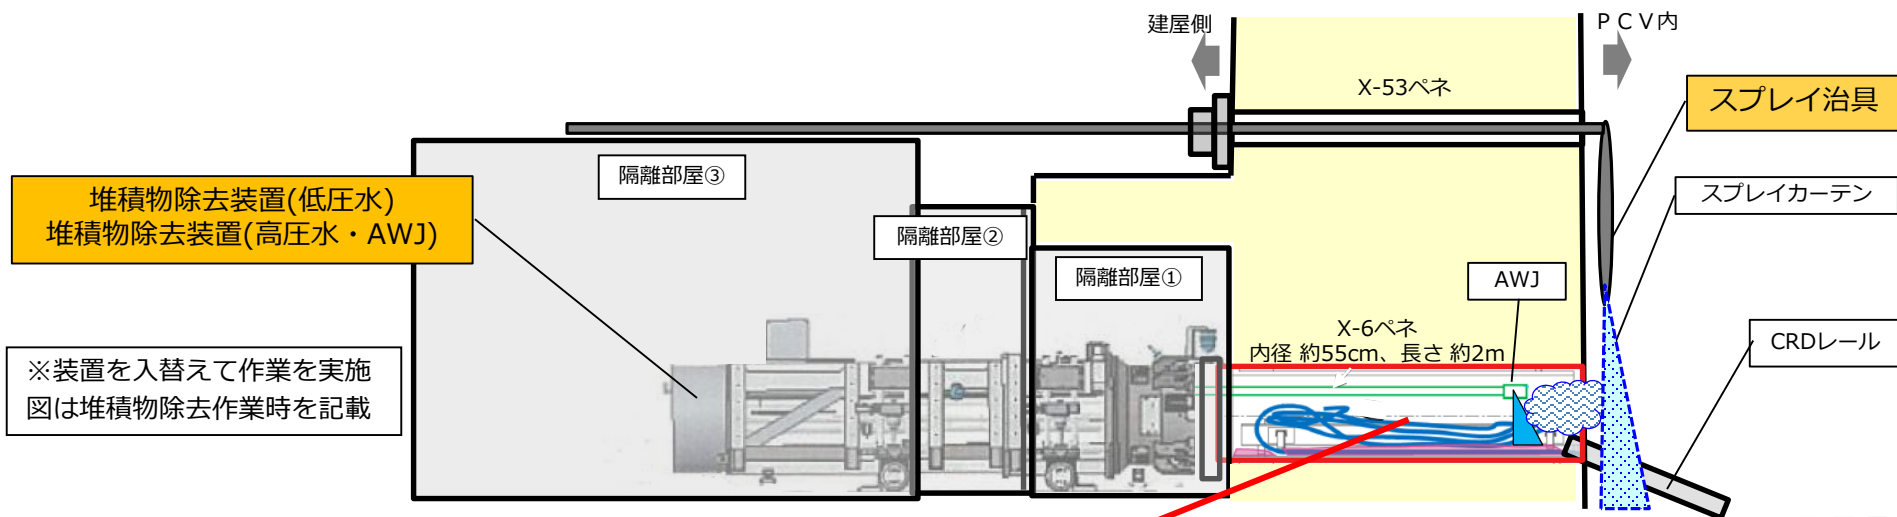 建屋側
PCV内
X-53ペネ
スプレイ治具
隔離部屋③
スプレイカーテン
堆積物除去装置(低圧水)
堆積物除去装置(高圧水・AWJ)
隔離部屋②
隔離部屋①
AWJ
X-6ペネ
内径 約55cm、長さ 約2m
CRDレール
※装置を入替えて作業を実施
図は堆積物除去作業時を記載